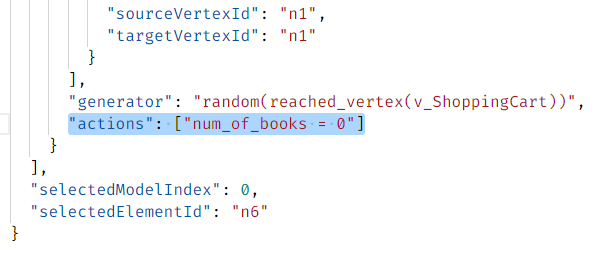 "sourceVertexId": "n1",
"targetVertexId": "n1"
}
],
"generator": "random(reached_vertex(v_ShoppingCart))",
"actions": ["num_of_books = 0"]
}
],
"selectedModelIndex": 0,
"selectedElementId": "n6"
}